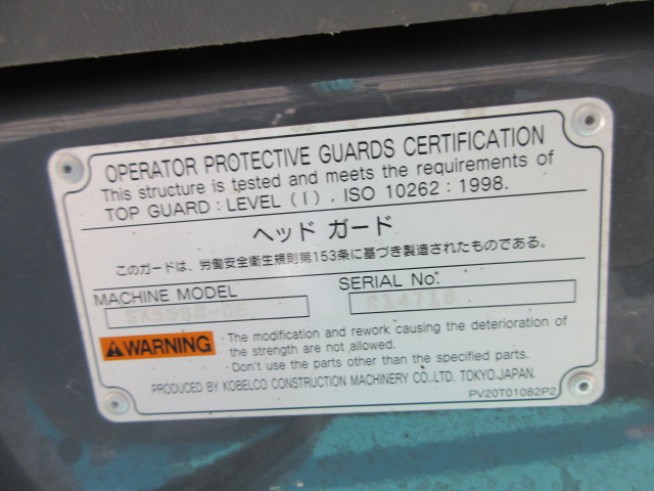 OPERATOR PROTECTIVE GUARDS CERTIFICATION
This structure is tested and meets the requirements of
TOP GUARD : LEVEL ( I ) , ISO 10262 : 1998.
ヘッド ガード
このガードは、労働安全衛生規則第153条に基づき製造されたものである。
MACHINE MODEL
SERIAL No.
WARNING
· The modification and rework causing the deterioration of
the strength are not allowed.
· Don't use the parts other than the specified parts.
PRODUCED BY KOBELCO CONSTRUCTION MACHINERY CO.,LTD. TOKYO.JAPAN.
PV20T01082P2